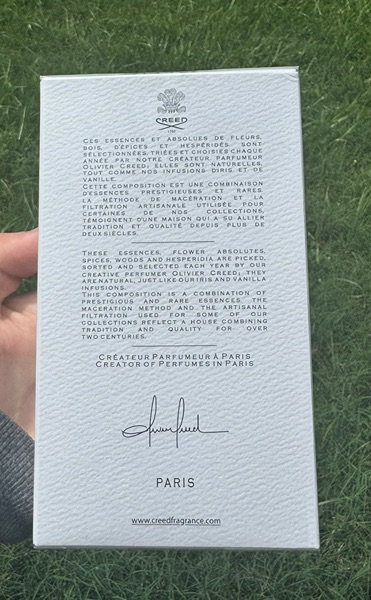 CREED
1760
CES ESSENCES ET ABSOLUES DE FLEURS,
BOIS, D'ÉPICES ET HESPÉRIDÉS SONT
SÉLECTIONNÉES, TRIÉES ET CHOISIES CHAQUE
ANNÉE PAR NOTRE CRÉATEUR PARFUMEUR
OLIVIER CREED; ELLES SONT NATURELLES,
TOUT COMME NOS INFUSIONS D'IRIS ET DE
VANILLE.
CETTE COMPOSITION EST UNE COMBINAISON
D'ESSENCES PRESTIGIEUSES ET RARES.
LA MÉTHODE DE MACÉRATION ET LA
FILTRATION ARTISANALE UTILISÉE POUR
CERTAINES DE NOS COLLECTIONS,
TÉMOIGNENT D'UNE MAISON QUI A SU ALLIER
TRADITION ET QUALITÉ DEPUIS PLUS DE
DEUX SIÈCLES.
THESE ESSENCES, FLOWER ABSOLUTES,
SPICES, WOODS AND HESPERIDIA ARE PICKED,
SORTED AND SELECTED EACH YEAR BY OUR
CREATIVE PERFUMER OLIVIER CREED; THEY
ARE NATURAL, JUST LIKE OUR IRIS AND VANILLA
INFUSIONS.
THIS COMPOSITION IS A COMBINATION OF
PRESTIGIOUS AND RARE ESSENCES. THE
MACERATION METHOD AND THE ARTISANAL
FILTRATION USED FOR SOME OF OUR
COLLECTIONS REFLECT A HOUSE COMBINING
TRADITION AND QUALITY FOR OVER
TWO CENTURIES.
CRÉATEUR PARFUMEUR À PARIS
CREATOR OF PERFUMES IN PARIS
PARIS
www.creedfragrance.com